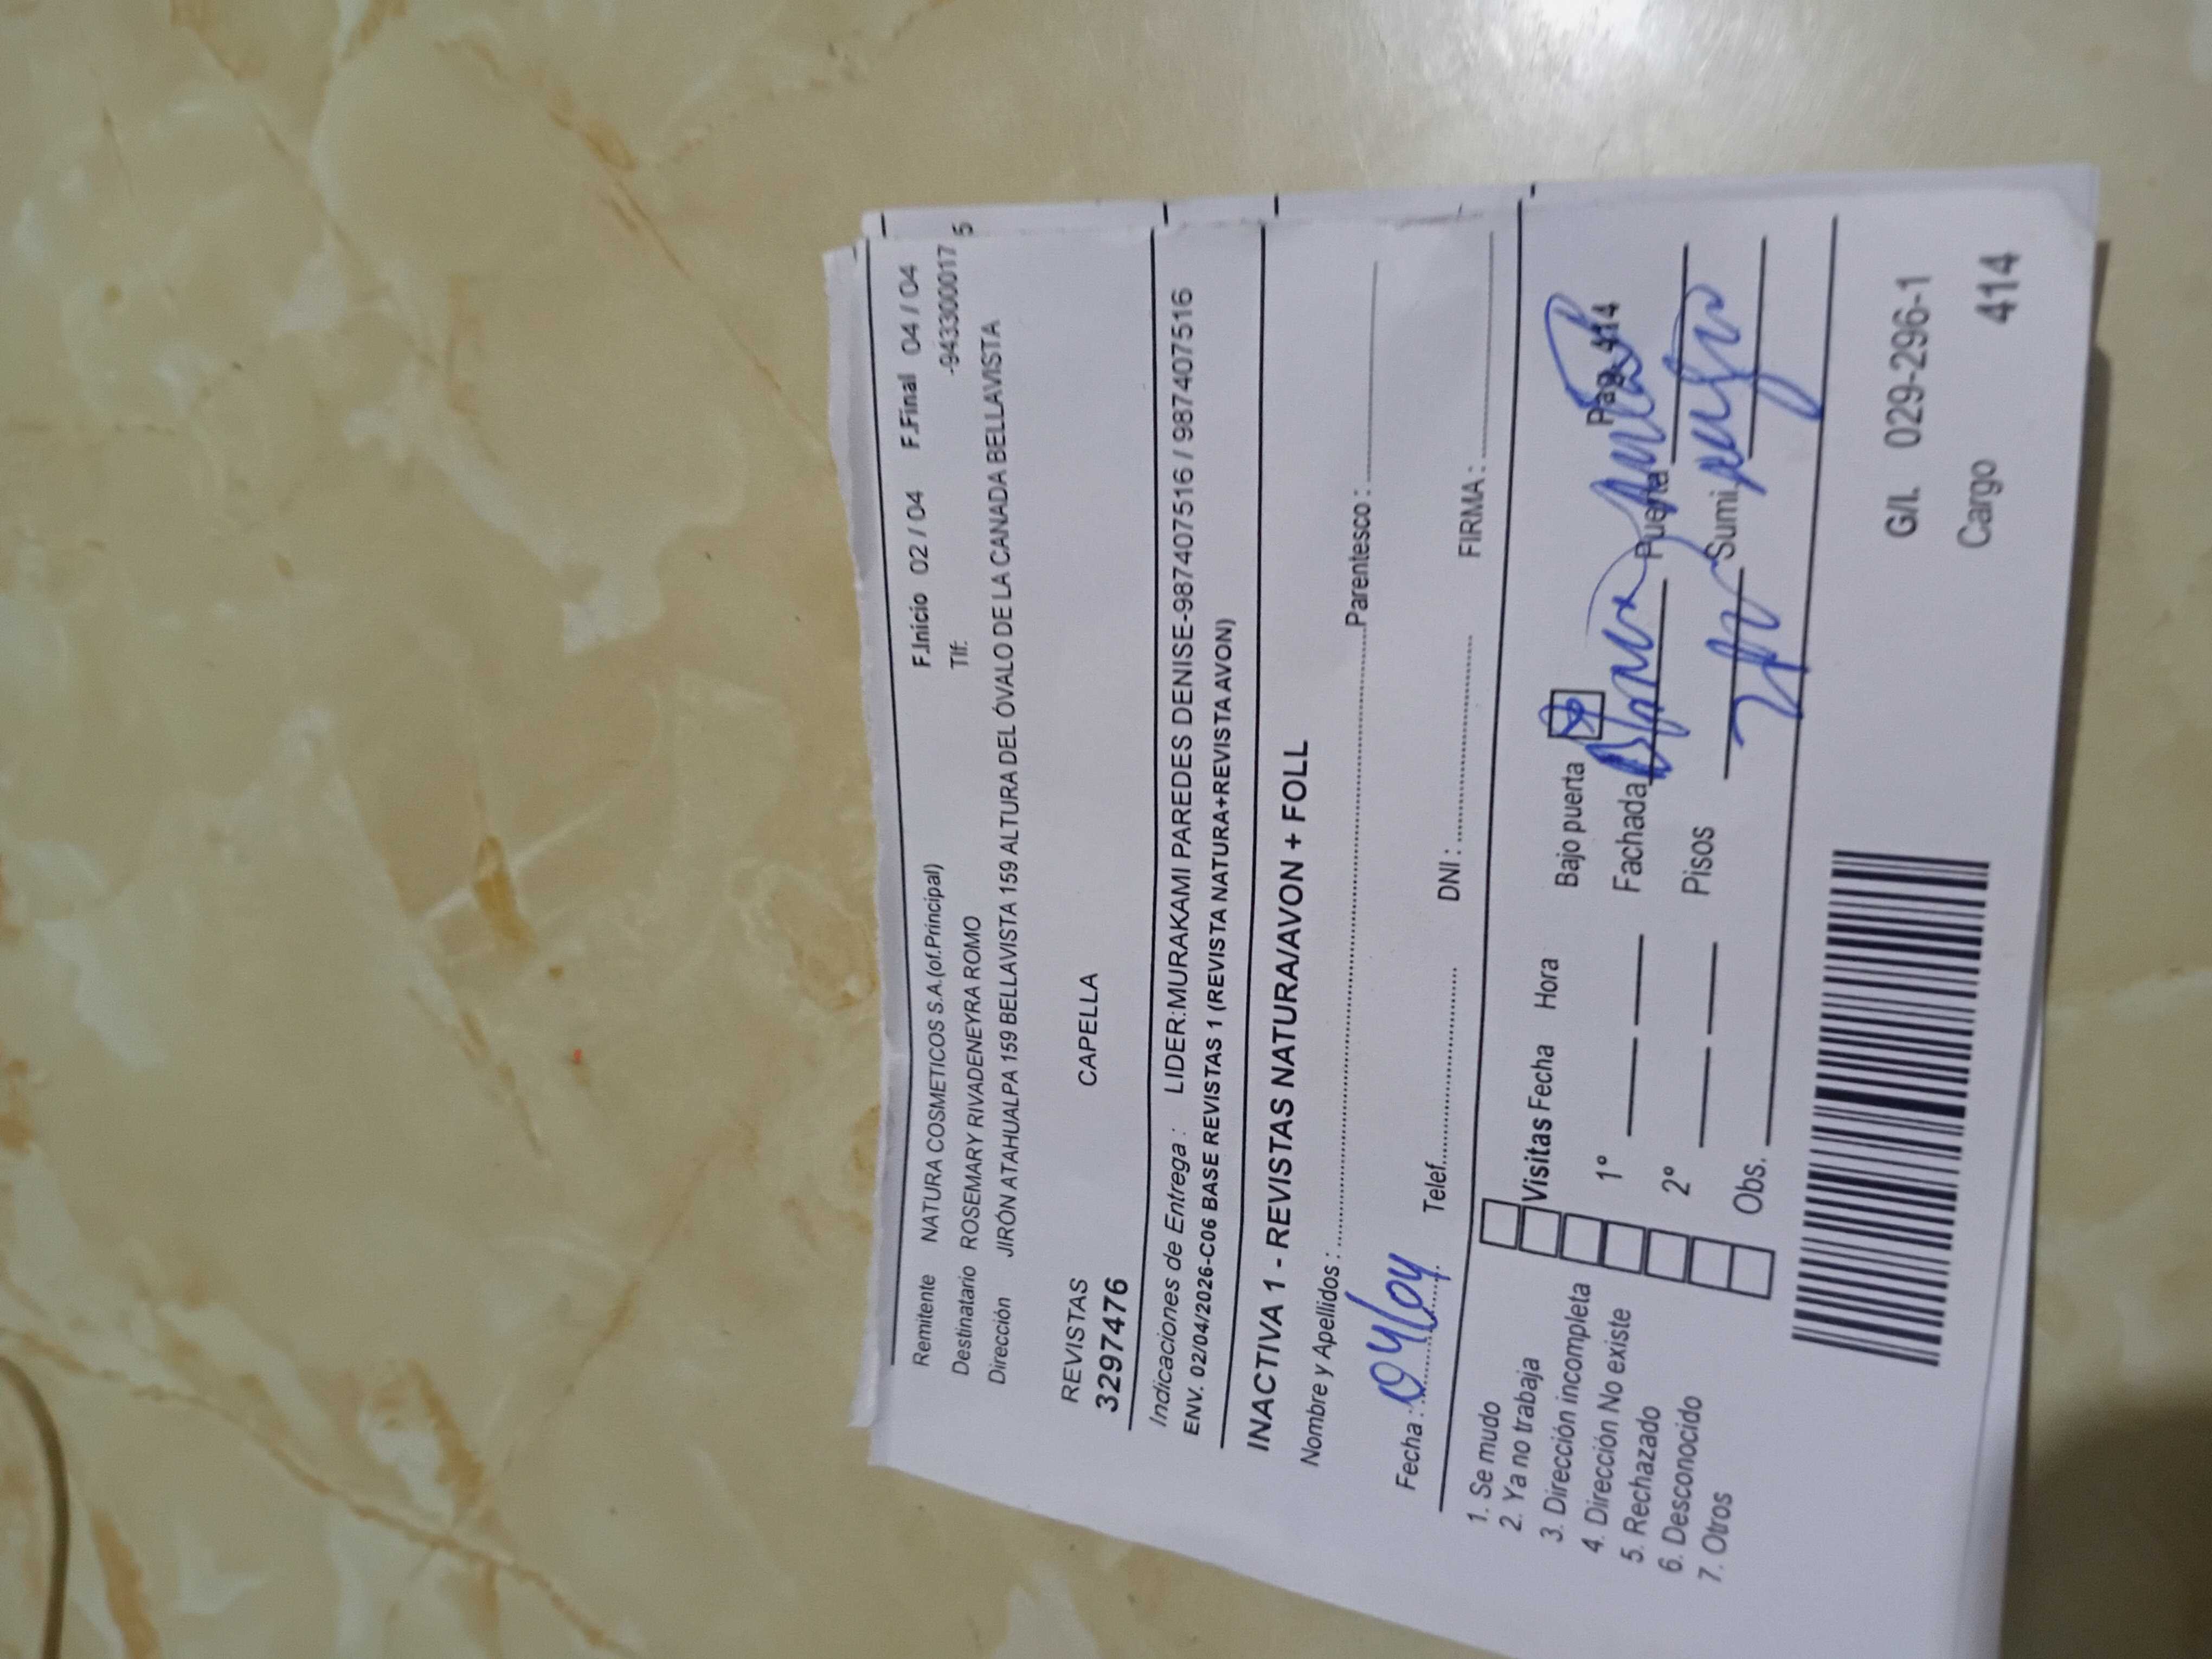 F.Inicio 02 / 04 F.Final 04 / 04
Remitente NATURA COSMETICOS S.A.(of.Principal) Tlf. -943300017 5
Destinatario ROSEMARY RIVADENEYRA ROMO
Dirección JIRÓN ATAHUALPA 159 BELLAVISTA 159 ALTURA DEL ÓVALO DE LA CANADA BELLAVISTA
REVISTAS CAPELLA
3297476
Indicaciones de Entrega : LIDER:MURAKAMI PAREDES DENISE-987407516 / 987407516
ENV. 02/04/2026-C06 BASE REVISTAS 1 (REVISTA NATURA+REVISTA AVON)
INACTIVA 1 - REVISTAS NATURA/AVON + FOLL
Nombre y Apellidos : Parentesco :
Fecha : 04/04 Telef. DNI : FIRMA :
1. Se mudo
2. Ya no trabaja
3. Dirección incompleta
4. Dirección No existe
5. Rechazado
6. Desconocido
7. Otros
Visitas Fecha Hora Bajo puerta Pag. 414
1° Fachada Puerta
2° Pisos Sumi
Obs.
G/I. 029-296-1
Cargo 414